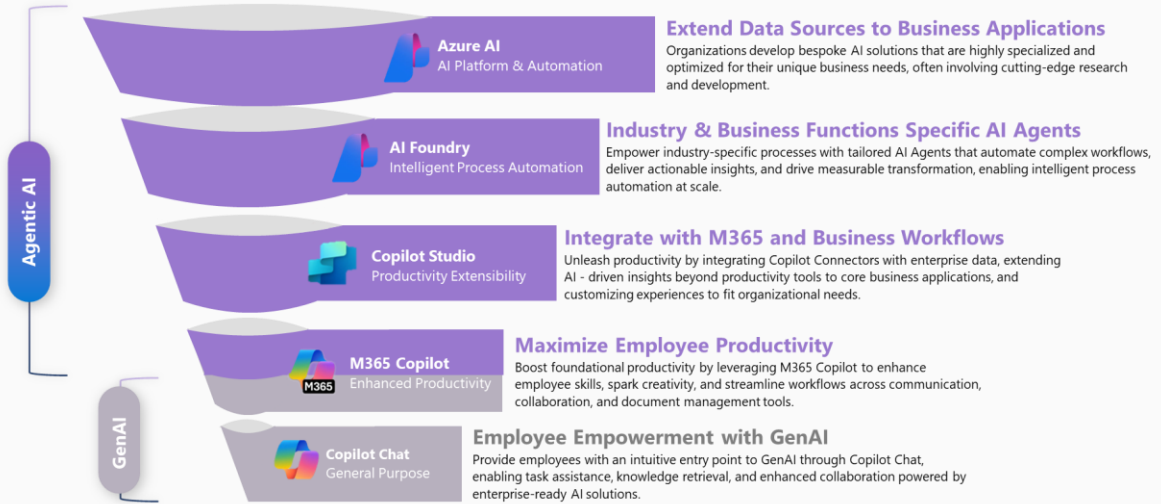 Agentic AI
GenAI
Azure AI
AI Platform & Automation
Extend Data Sources to Business Applications
Organizations develop bespoke AI solutions that are highly specialized and
optimized for their unique business needs, often involving cutting-edge research
and development.
AI Foundry
Intelligent Process Automation
Industry & Business Functions Specific AI Agents
Empower industry-specific processes with tailored AI Agents that automate complex workflows,
deliver actionable insights, and drive measurable transformation, enabling intelligent process
automation at scale.
Copilot Studio
Productivity Extensibility
Integrate with M365 and Business Workflows
Unleash productivity by integrating Copilot Connectors with enterprise data, extending
AI - driven insights beyond productivity tools to core business applications, and
customizing experiences to fit organizational needs.
M365
M365 Copilot
Enhanced Productivity
Maximize Employee Productivity
Boost foundational productivity by leveraging M365 Copilot to enhance
employee skills, spark creativity, and streamline workflows across communication,
collaboration, and document management tools.
Copilot Chat
General Purpose
Employee Empowerment with GenAI
Provide employees with an intuitive entry point to GenAI through Copilot Chat,
enabling task assistance, knowledge retrieval, and enhanced collaboration powered by
enterprise-ready AI solutions.